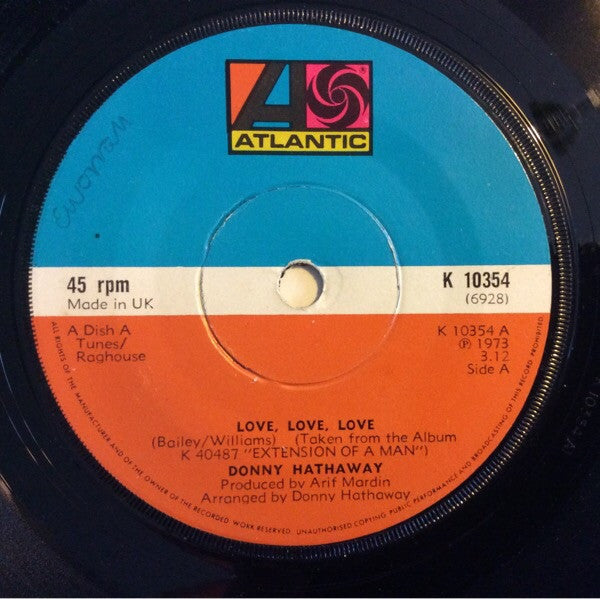 ATLANTIC
45 rpm
Made in UK
K 10354
(6928)
A Dish A
Tunes/
Raghouse
K 10354 A
℗ 1973
3.12
Side A
LOVE, LOVE, LOVE
(Bailey/Williams) (Taken from the Album
K 40487 "EXTENSION OF A MAN")
DONNY HATHAWAY
Produced by Arif Mardin
Arranged by Donny Hathaway
ALL RIGHTS OF THE MANUFACTURER AND OF THE OWNER OF THE RECORDED WORK RESERVED. UNAUTHORISED COPYING PUBLIC PERFORMANCE AND BROADCASTING OF THIS RECORD PROHIBITED.